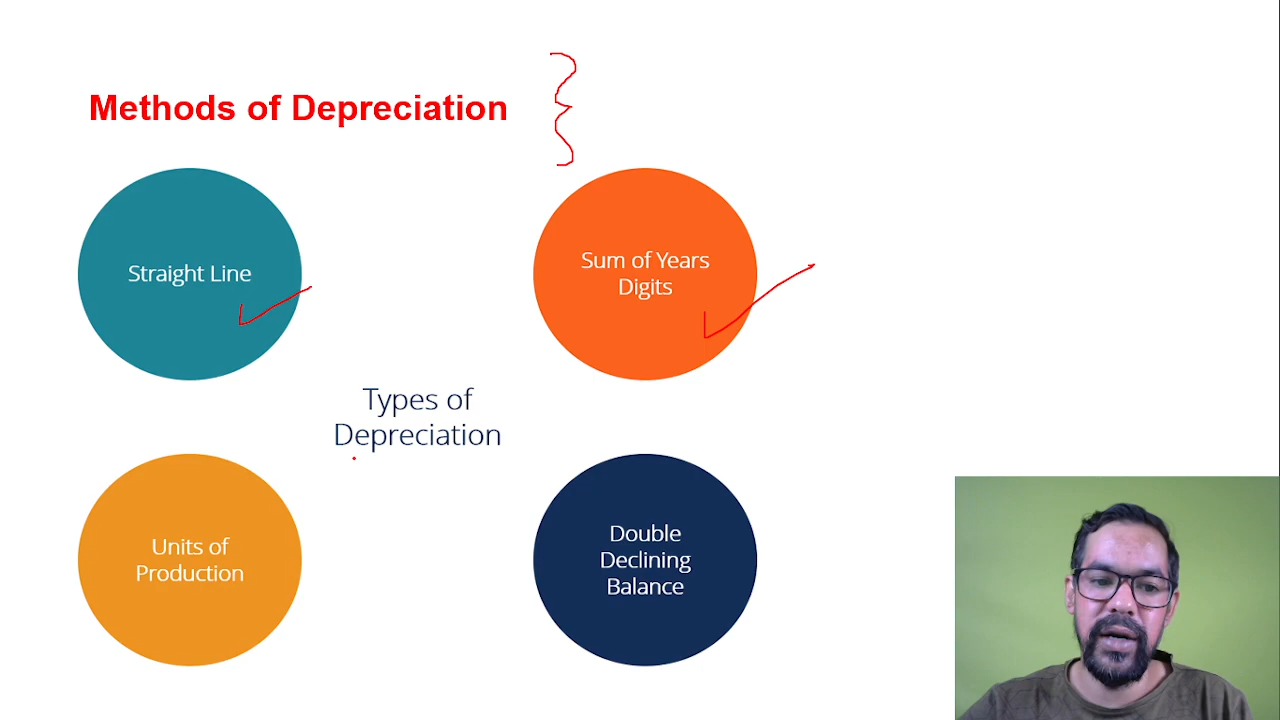 Methods of Depreciation
Straight Line
Sum of Years
Digits
Types of
Depreciation
Units of
Production
Double
Declining
Balance